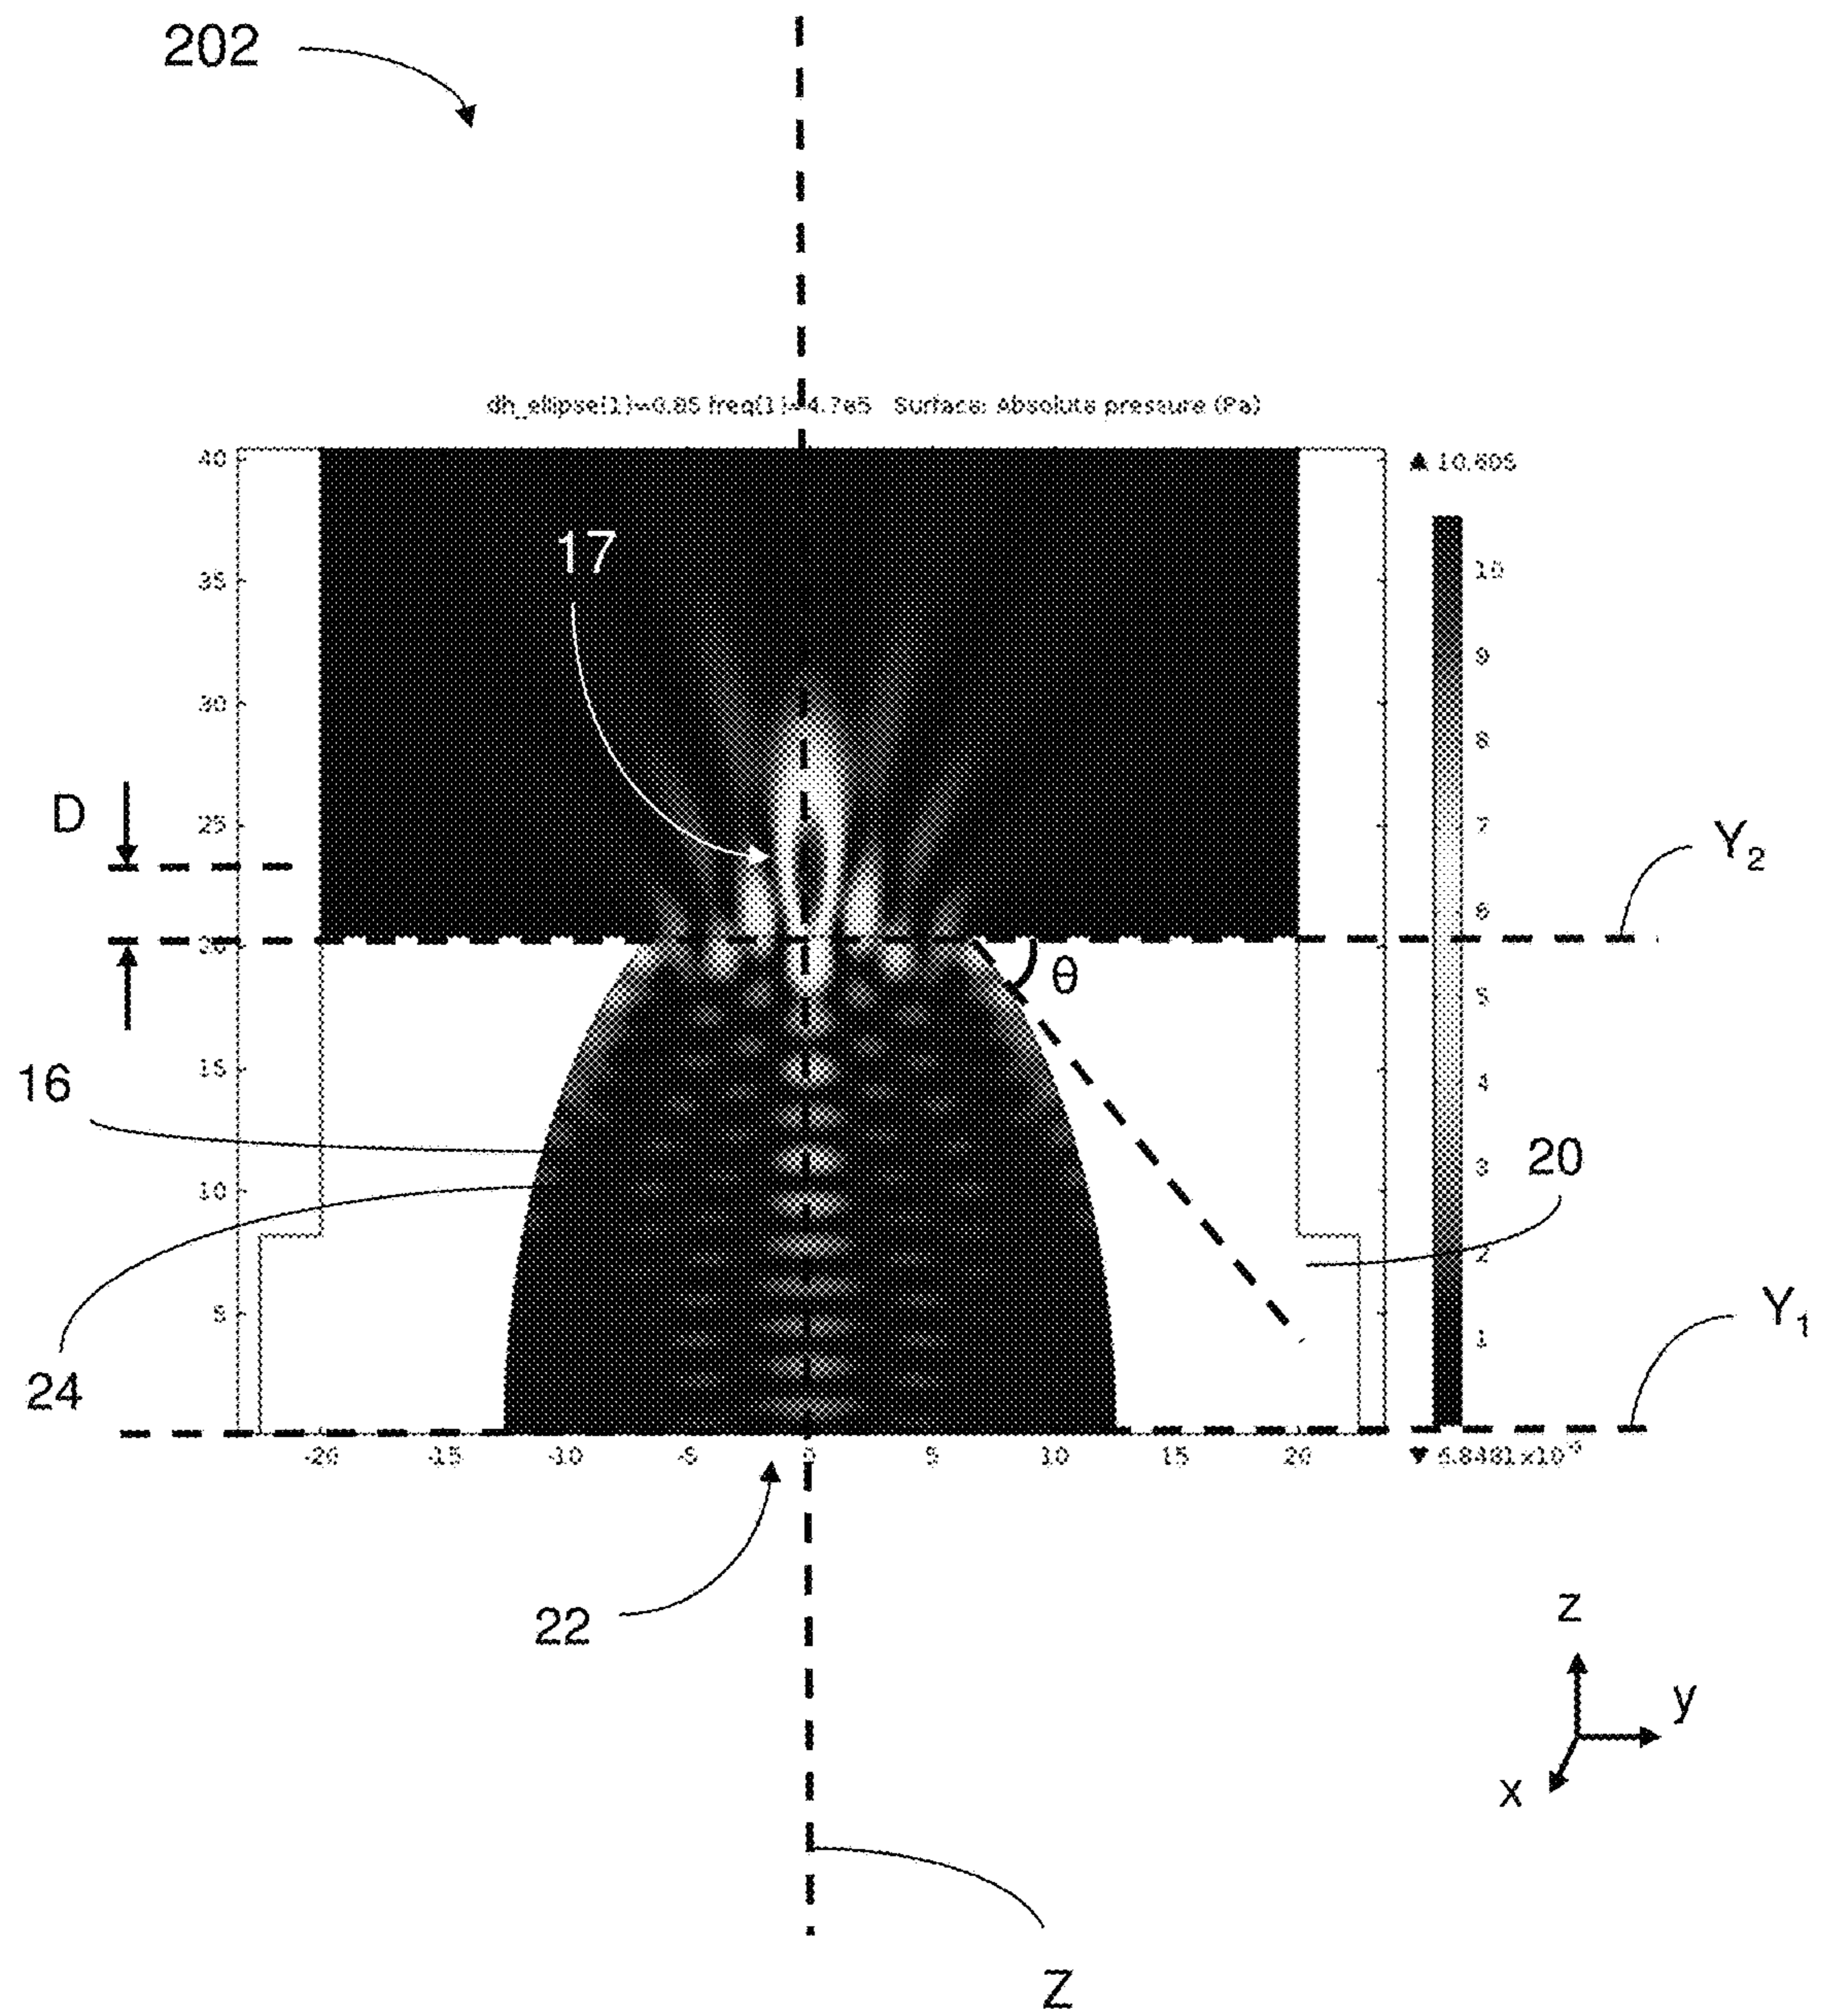 202
dh_ellipse(1)=0.85 freq(1)=4.7e5 Surface: Absolute pressure (Pa)
40
35
30
25
20
15
10
5
-20 -15 -10 -5 0 5 10 15 20
▲ 10.605
10
9
8
7
6
5
4
3
2
1
17
D
Y₂
θ
16
20
Y₁
24
22
z
y
x
Z